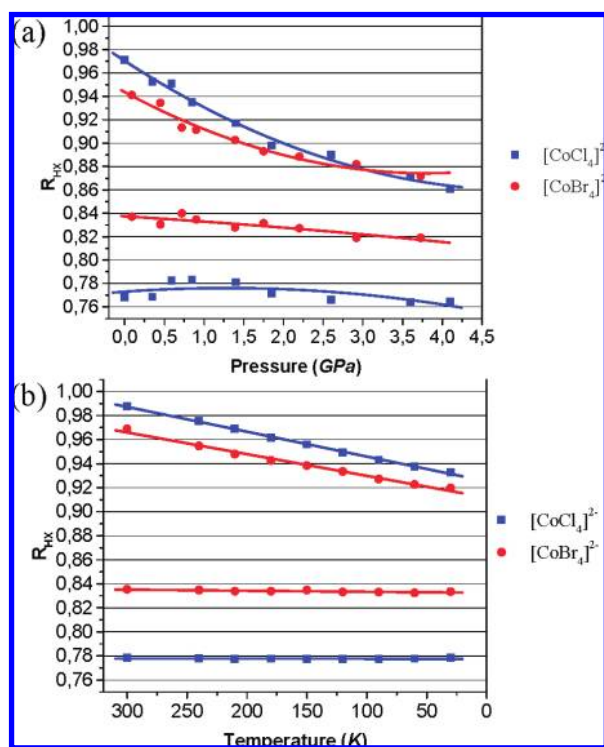 (a)
1,00
0,98
0,96
0,94
0,92
0,90
0,88
0,86
0,84
0,82
0,80
0,78
0,76
R_HX
[CoCl₄]²
[CoBr₄]²
0,0 0,5 1,0 1,5 2,0 2,5 3,0 3,5 4,0 4,5
Pressure (GPa)
(b)
1,00
0,98
0,96
0,94
0,92
0,90
0,88
0,86
0,84
0,82
0,80
0,78
0,76
R_HX
[CoCl₄]²⁻
[CoBr₄]²⁻
300 250 200 150 100 50 0
Temperature (K)